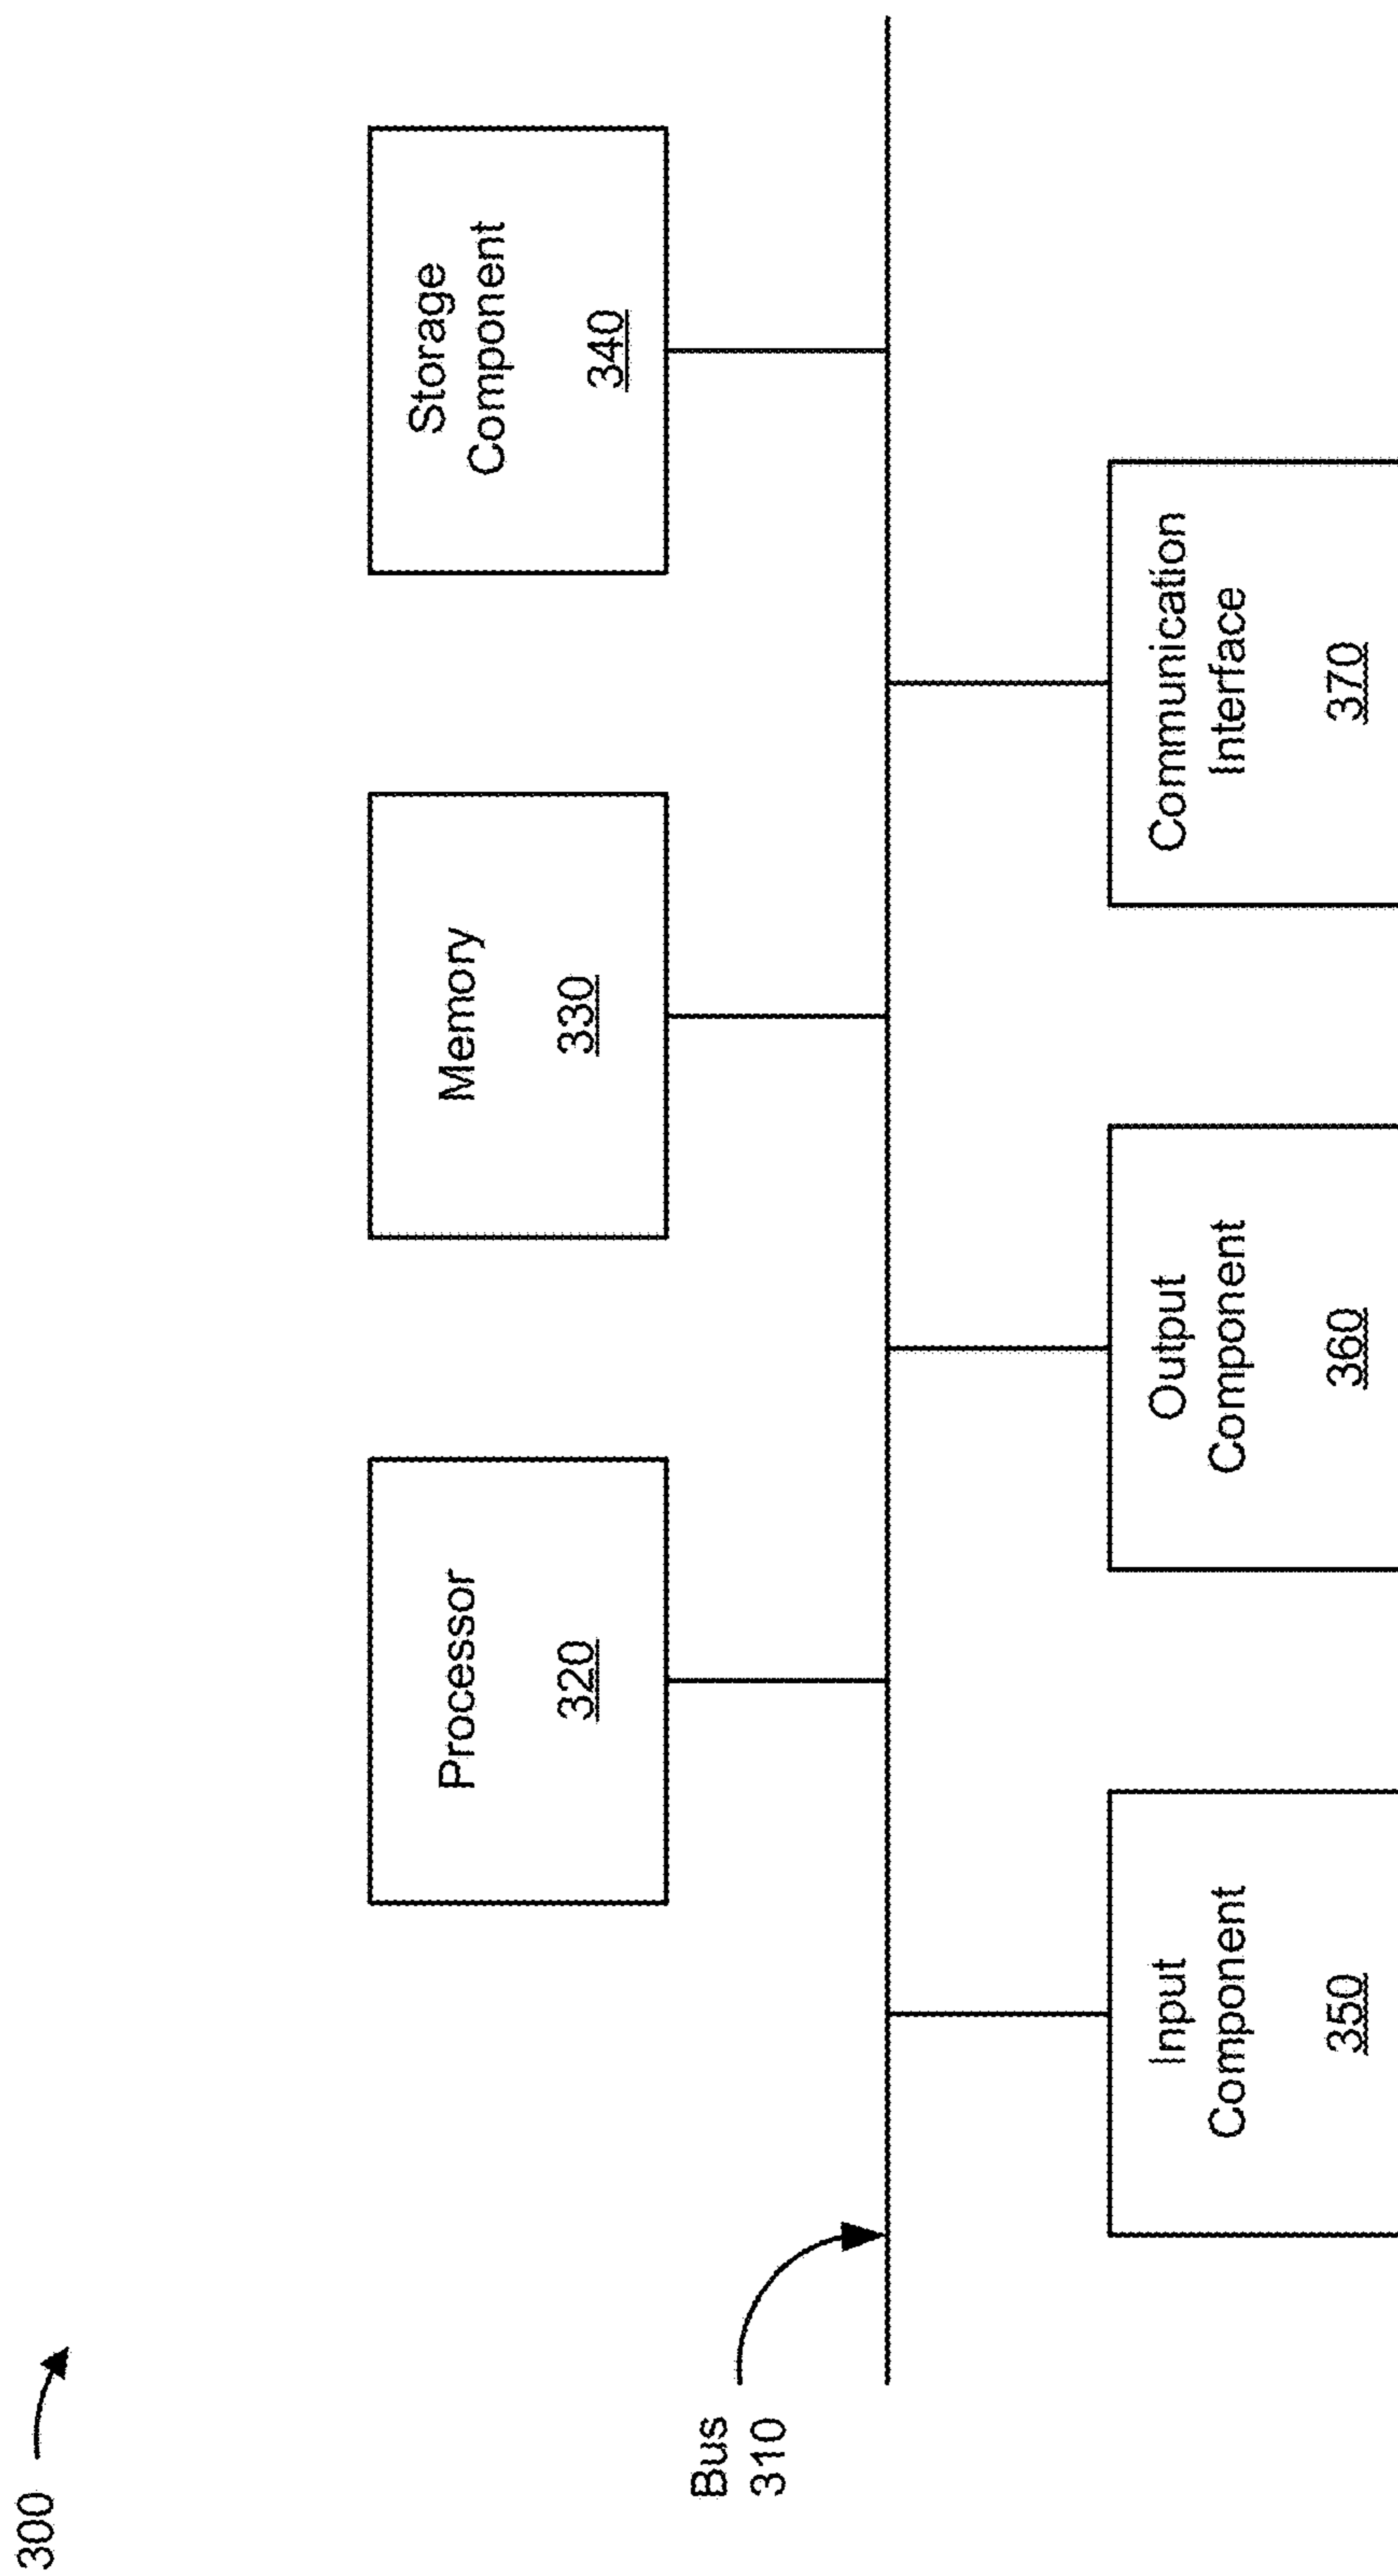 300
Bus
310
Processor
320
Memory
330
Storage
Component
340
Input
Component
350
Output
Component
360
Communication
Interface
370